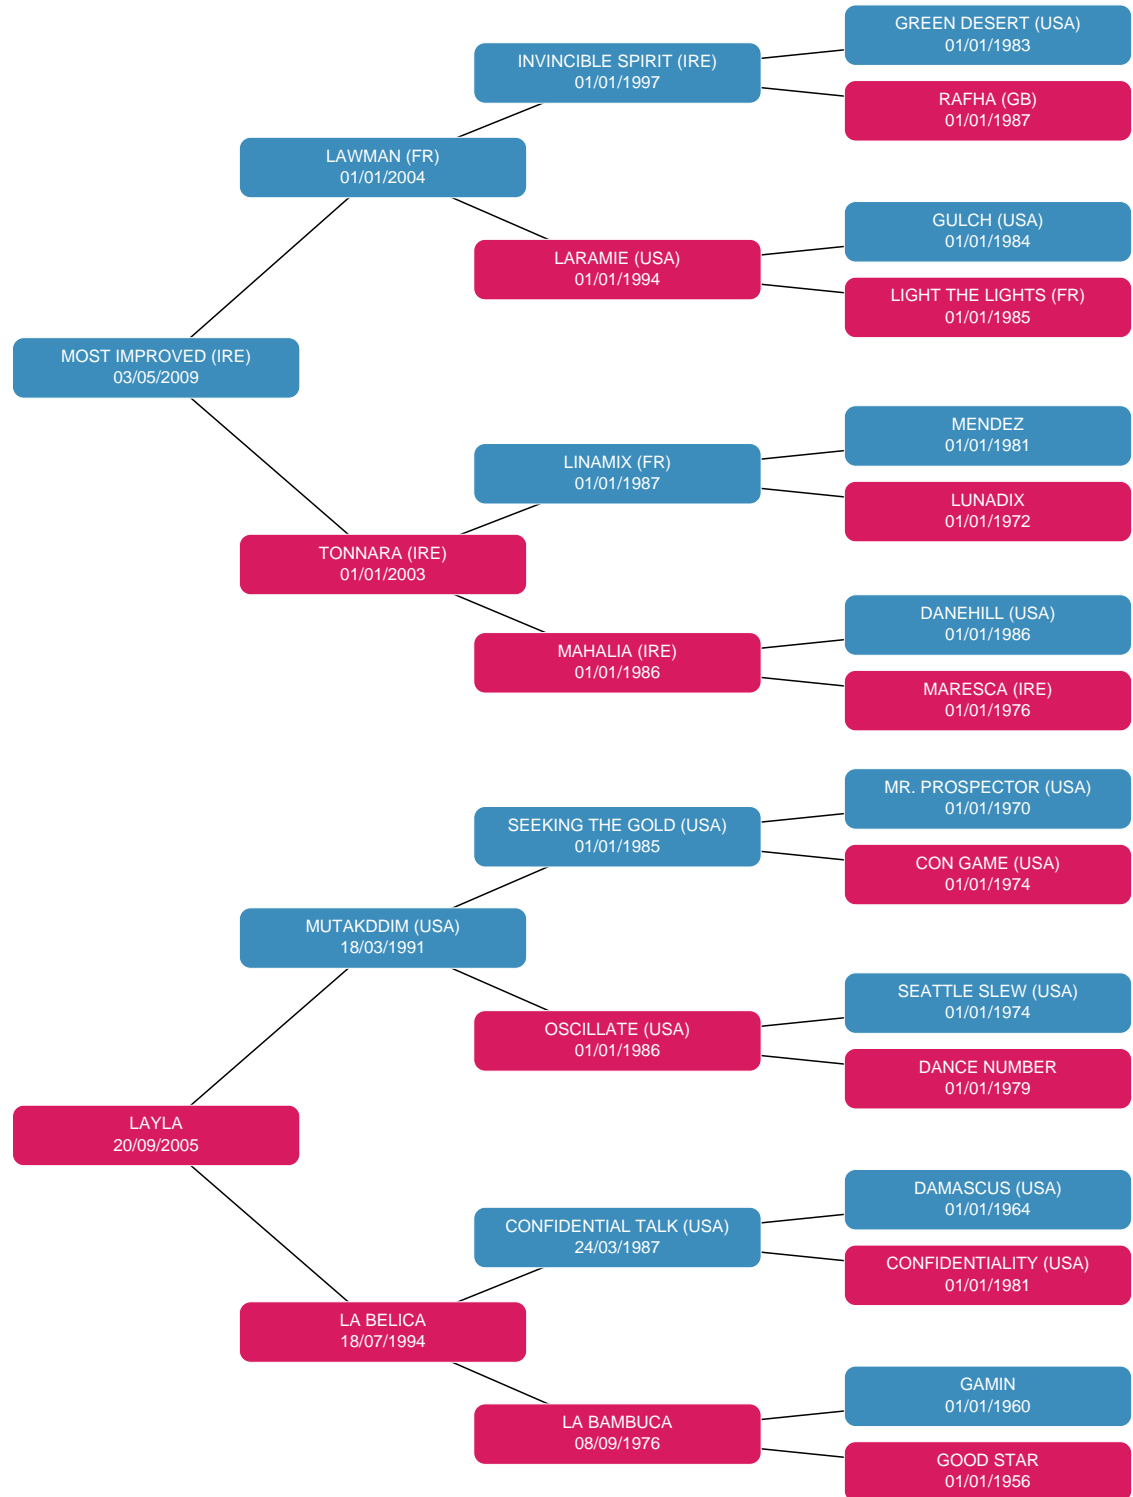 GREEN DESERT (USA)
01/01/1983
INVINCIBLE SPIRIT (IRE)
01/01/1997
RAFHA (GB)
01/01/1987
LAWMAN (FR)
01/01/2004
GULCH (USA)
01/01/1984
LARAMIE (USA)
01/01/1994
LIGHT THE LIGHTS (FR)
01/01/1985
MOST IMPROVED (IRE)
03/05/2009
MENDEZ
01/01/1981
LINAMIX (FR)
01/01/1987
LUNADIX
01/01/1972
TONNARA (IRE)
01/01/2003
DANEHILL (USA)
01/01/1986
MAHALIA (IRE)
01/01/1986
MARESCA (IRE)
01/01/1976
MR. PROSPECTOR (USA)
01/01/1970
SEEKING THE GOLD (USA)
01/01/1985
CON GAME (USA)
01/01/1974
MUTAKDDIM (USA)
18/03/1991
SEATTLE SLEW (USA)
01/01/1974
OSCILLATE (USA)
01/01/1986
DANCE NUMBER
01/01/1979
LAYLA
20/09/2005
DAMASCUS (USA)
01/01/1964
CONFIDENTIAL TALK (USA)
24/03/1987
CONFIDENTIALITY (USA)
01/01/1981
LA BELICA
18/07/1994
GAMIN
01/01/1960
LA BAMBUCA
08/09/1976
GOOD STAR
01/01/1956